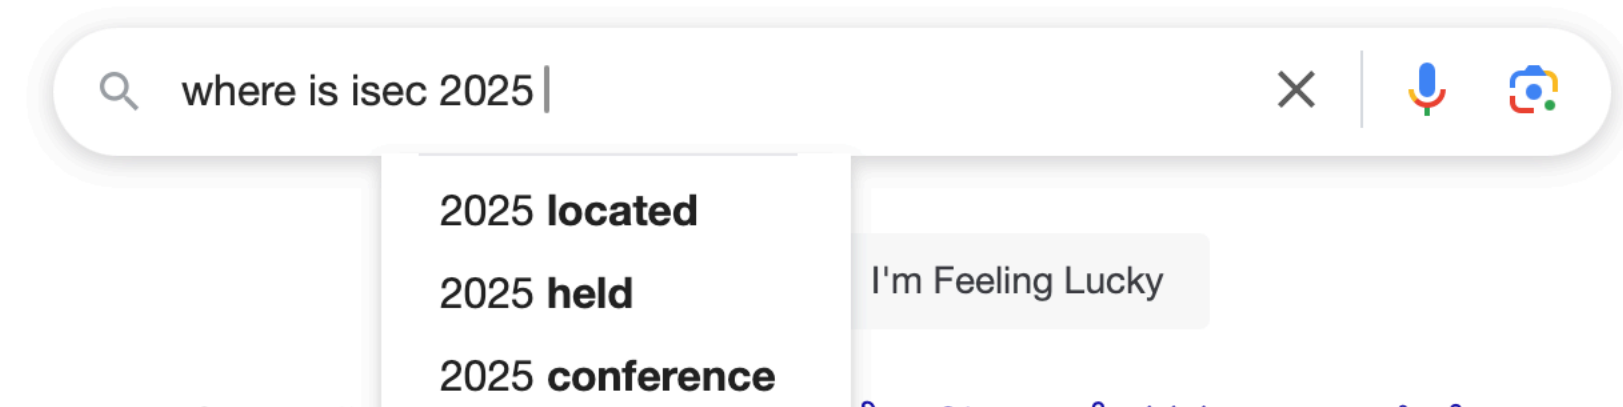 where is isec 2025
2025 located
2025 held
I'm Feeling Lucky
2025 conference